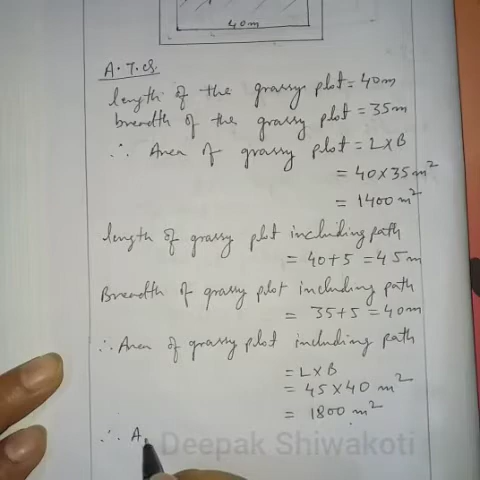 40m
A.T.Q.
length of the grassy plot = 40m
breadth of the grassy plot = 35m
∴ Area of grassy plot = L×B
= 40×35 m²
= 1400 m²
length of grassy plot including path
= 40+5 = 45m
Breadth of grassy plot including path
= 35+5 = 40m
∴ Area of grassy plot including path
= L×B
= 45×40 m²
= 1800 m²
∴ A
Deepak Shiwakoti